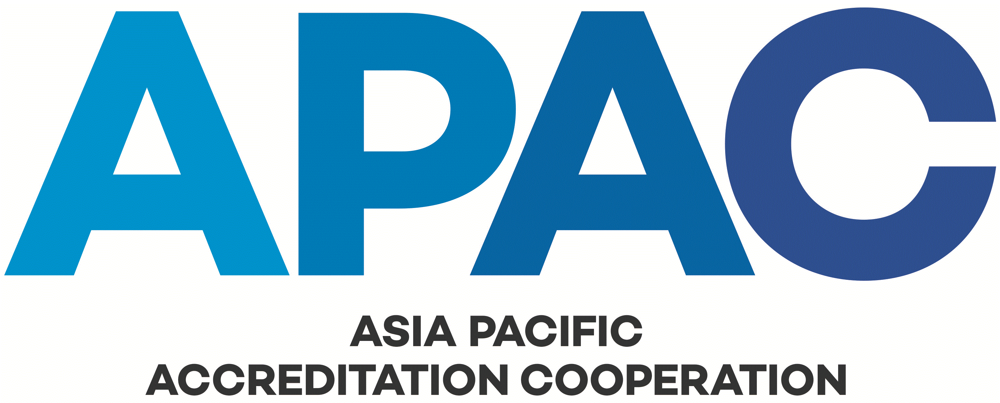 APAC
ASIA PACIFIC
ACCREDITATION COOPERATION